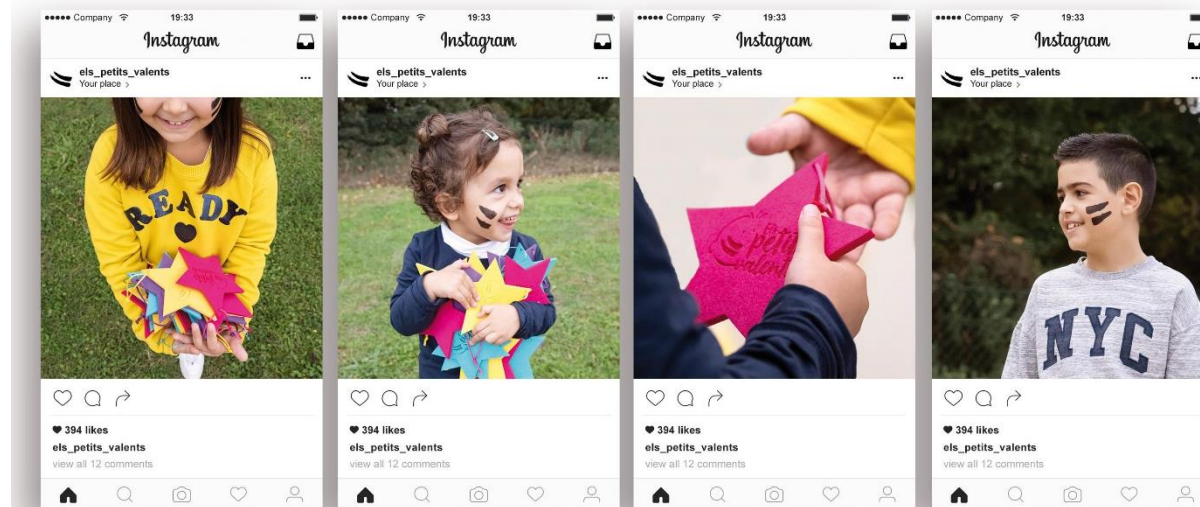 Company 19:33
Instagram
els_petits_valents
Your place >
READY
394 likes
els_petits_valents
view all 12 comments
Company 19:33
Instagram
els_petits_valents
Your place >
394 likes
els_petits_valents
view all 12 comments
Company 19:33
Instagram
els_petits_valents
Your place >
Els
petits
valents
394 likes
els_petits_valents
view all 12 comments
Company 19:33
Instagram
els_petits_valents
Your place >
NYC
394 likes
els_petits_valents
view all 12 comments